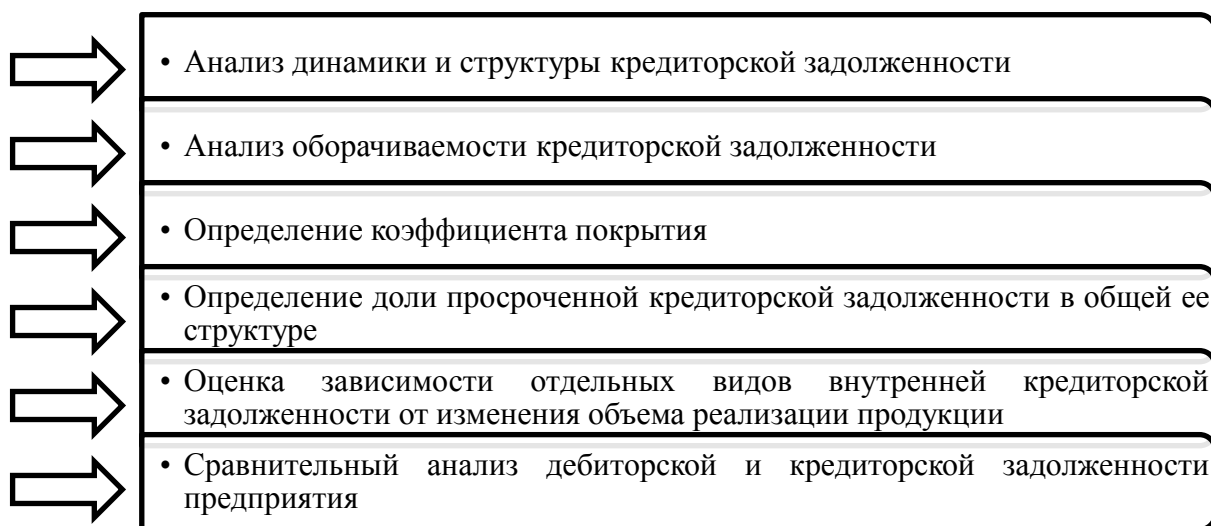 • Анализ динамики и структуры кредиторской задолженности
• Анализ оборачиваемости кредиторской задолженности
• Определение коэффициента покрытия
• Определение доли просроченной кредиторской задолженности в общей ее
структуре
• Оценка зависимости отдельных видов внутренней кредиторской
задолженности от изменения объема реализации продукции
• Сравнительный анализ дебиторской и кредиторской задолженности
предприятия